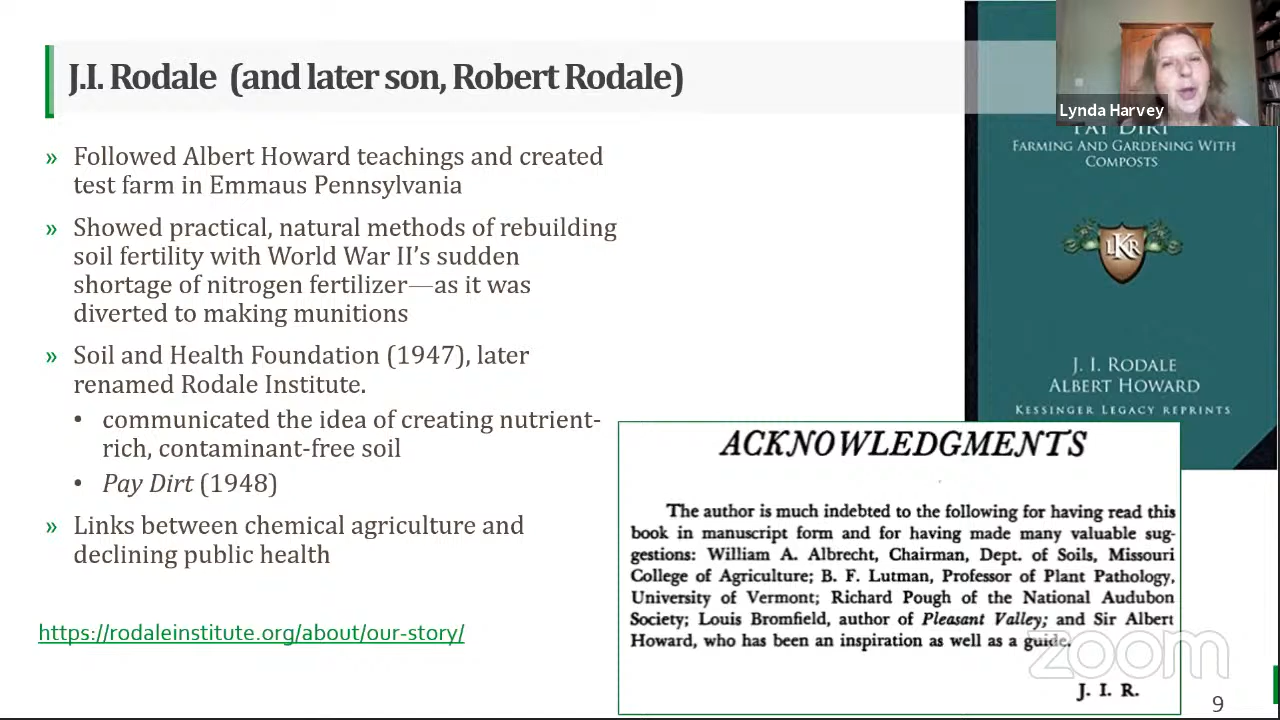 J.I. Rodale (and later son, Robert Rodale)
» Followed Albert Howard teachings and created
test farm in Emmaus Pennsylvania
» Showed practical, natural methods of rebuilding
soil fertility with World War II's sudden
shortage of nitrogen fertilizer—as it was
diverted to making munitions
» Soil and Health Foundation (1947), later
renamed Rodale Institute.
• communicated the idea of creating nutrient-
rich, contaminant-free soil
• Pay Dirt (1948)
» Links between chemical agriculture and
declining public health
https://rodaleinstitute.org/about/our-story/
Lynda Harvey
PAY DIRT
FARMING AND GARDENING WITH
COMPOSTS
LKR
J. I. RODALE
ALBERT HOWARD
KESSINGER LEGACY REPRINTS
ACKNOWLEDGMENTS
The author is much indebted to the following for having read this
book in manuscript form and for having made many valuable sug-
gestions: William A. Albrecht, Chairman, Dept. of Soils, Missouri
College of Agriculture; B. F. Lutman, Professor of Plant Pathology,
University of Vermont; Richard Pough of the National Audubon
Society; Louis Bromfield, author of Pleasant Valley; and Sir Albert
Howard, who has been an inspiration as well as a guide.
J. I. R.
zoom
9